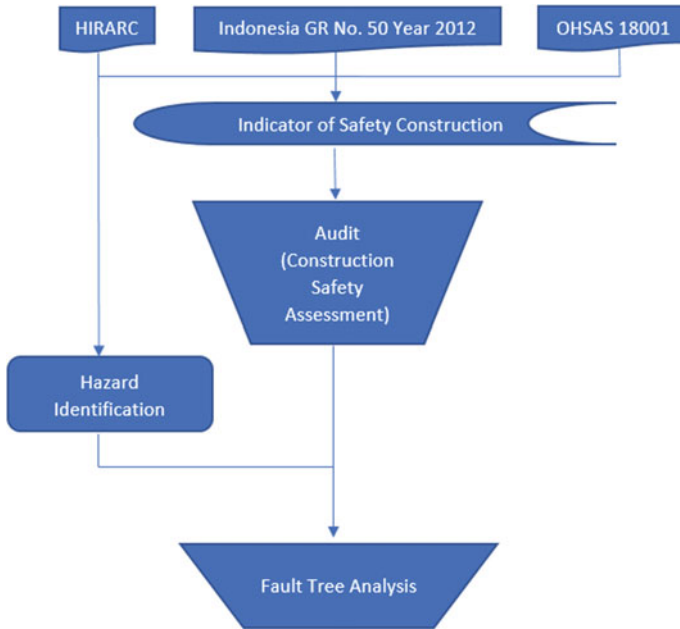 HIRARC
Indonesia GR No. 50 Year 2012
OHSAS 18001
Indicator of Safety Construction
Audit
(Construction
Safety
Assessment)
Hazard
Identification
Fault Tree Analysis